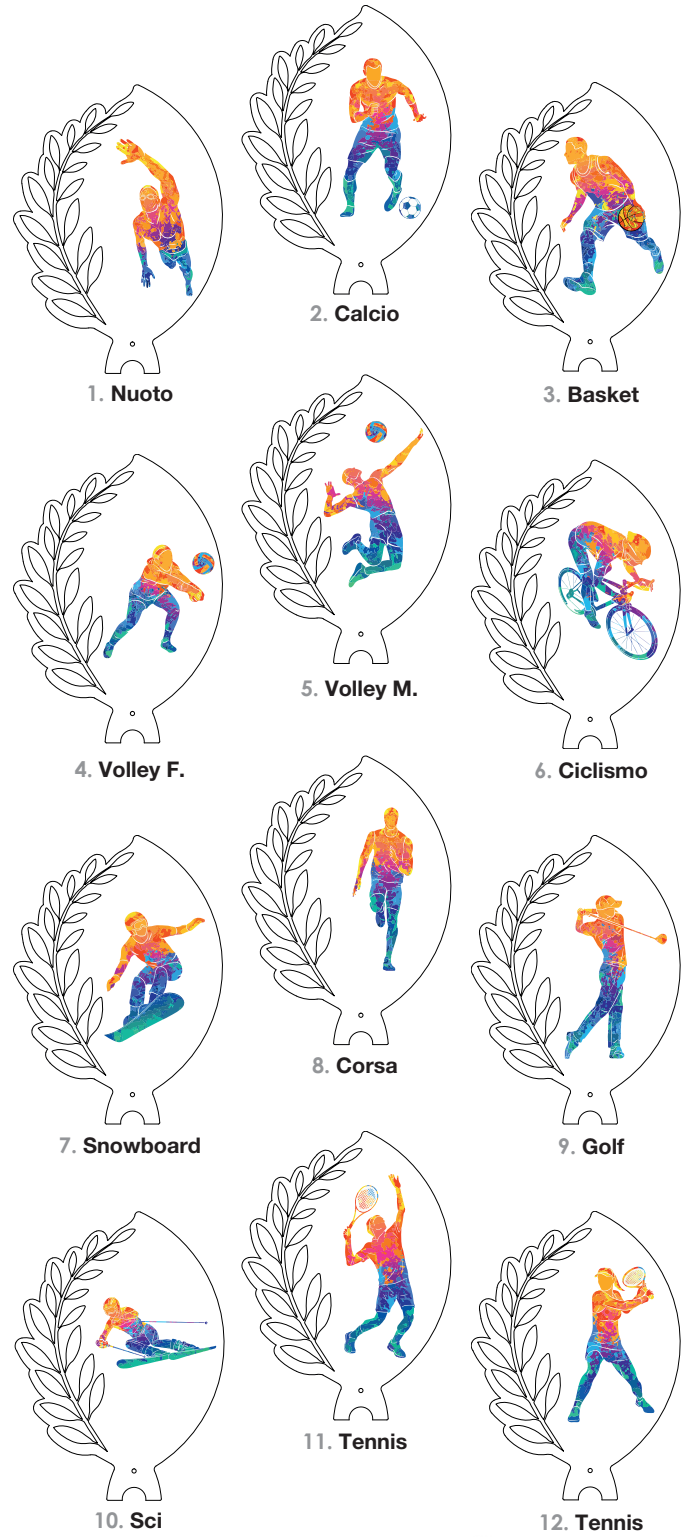 1. Nuoto
2. Calcio
3. Basket
4. Volley F.
5. Volley M.
6. Ciclismo
7. Snowboard
8. Corsa
9. Golf
10. Sci
11. Tennis
12. Tennis